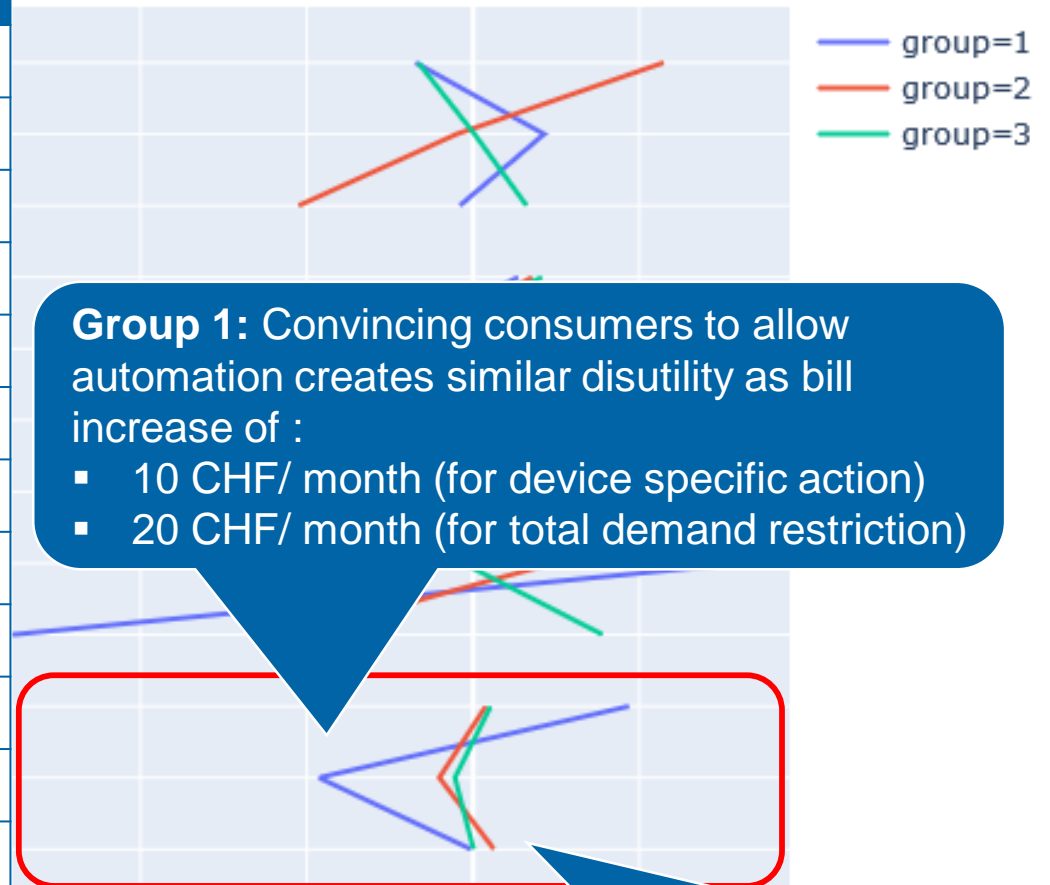 group=1
group=2
group=3
Group 1: Convincing consumers to allow
automation creates similar disutility as bill
increase of :
▪ 10 CHF/ month (for device specific action)
▪ 20 CHF/ month (for total demand restriction)